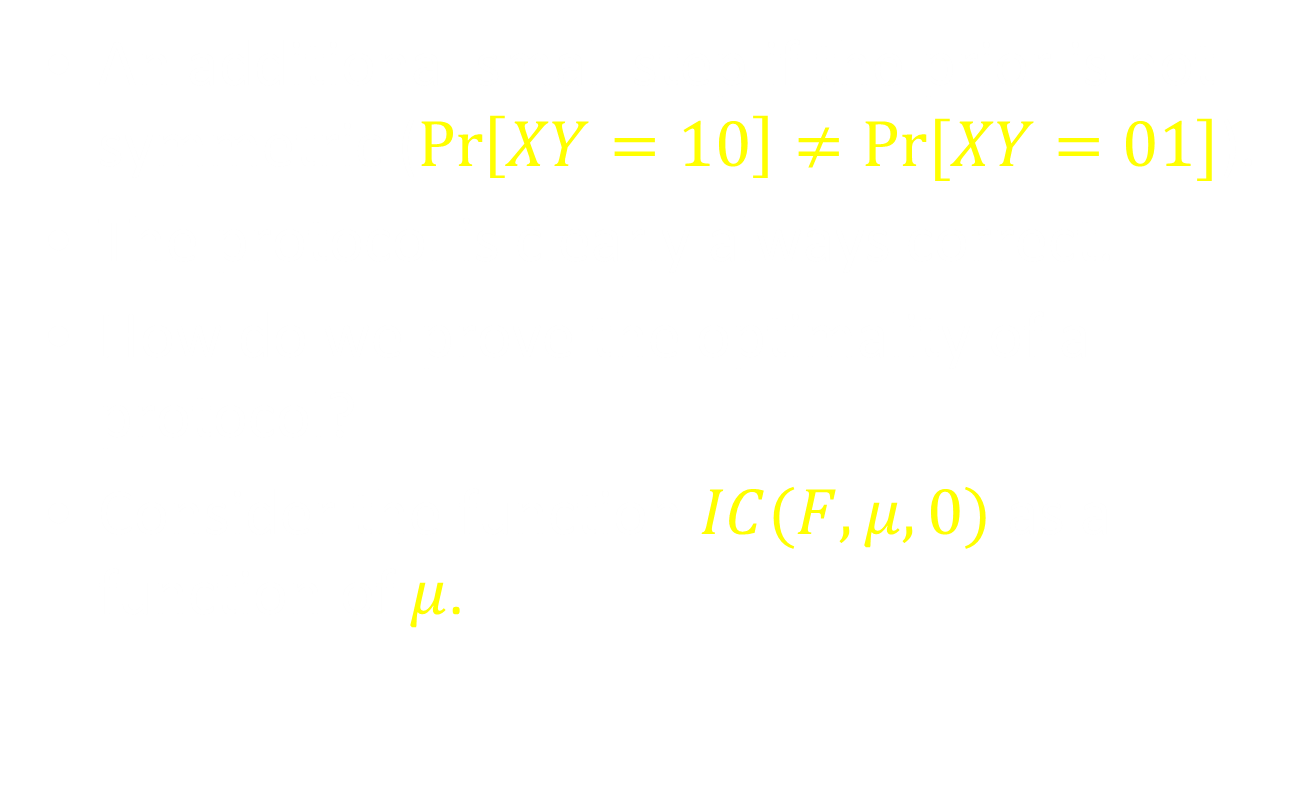 Pr[𝑋𝑌 = 10] ≠ Pr[𝑋𝑌 = 01]
𝐼𝐶(𝐹, 𝜇, 0)
𝜇.